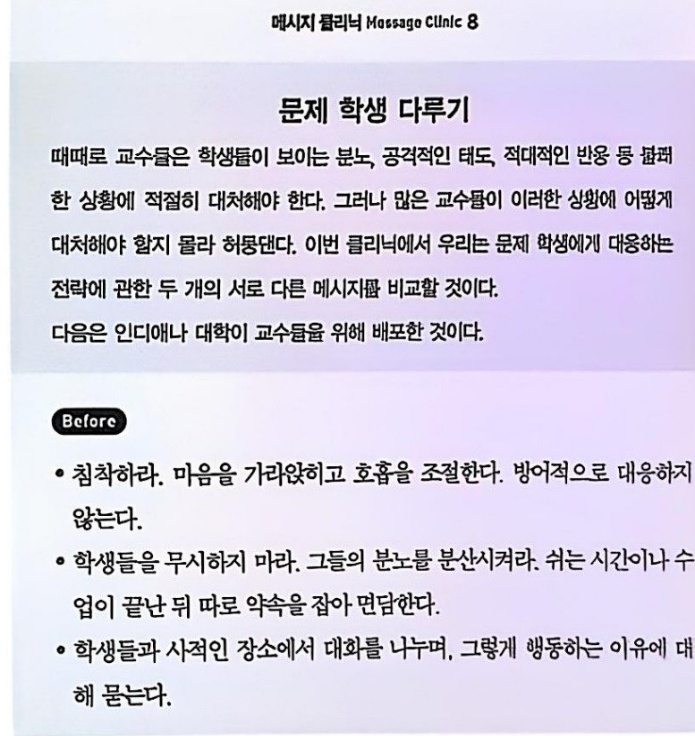 메시지 클리닉 Message Clinic 8
문제 학생 다루기
때때로 교수들은 학생들이 보이는 분노, 공격적인 태도, 적대적인 반응 등 불쾌
한 상황에 적절히 대처해야 한다. 그러나 많은 교수들이 이러한 상황에 어떻게
대처해야 할지 몰라 허둥댄다. 이번 클리닉에서 우리는 문제 학생에게 대응하는
전략에 관한 두 개의 서로 다른 메시지를 비교할 것이다.
다음은 인디애나 대학이 교수들을 위해 배포한 것이다.
Before
• 침착하라. 마음을 가라앉히고 호흡을 조절한다. 방어적으로 대응하지
않는다.
• 학생들을 무시하지 마라. 그들의 분노를 분산시켜라. 쉬는 시간이나 수
업이 끝난 뒤 따로 약속을 잡아 면담한다.
• 학생들과 사적인 장소에서 대화를 나누며, 그렇게 행동하는 이유에 대
해 묻는다.